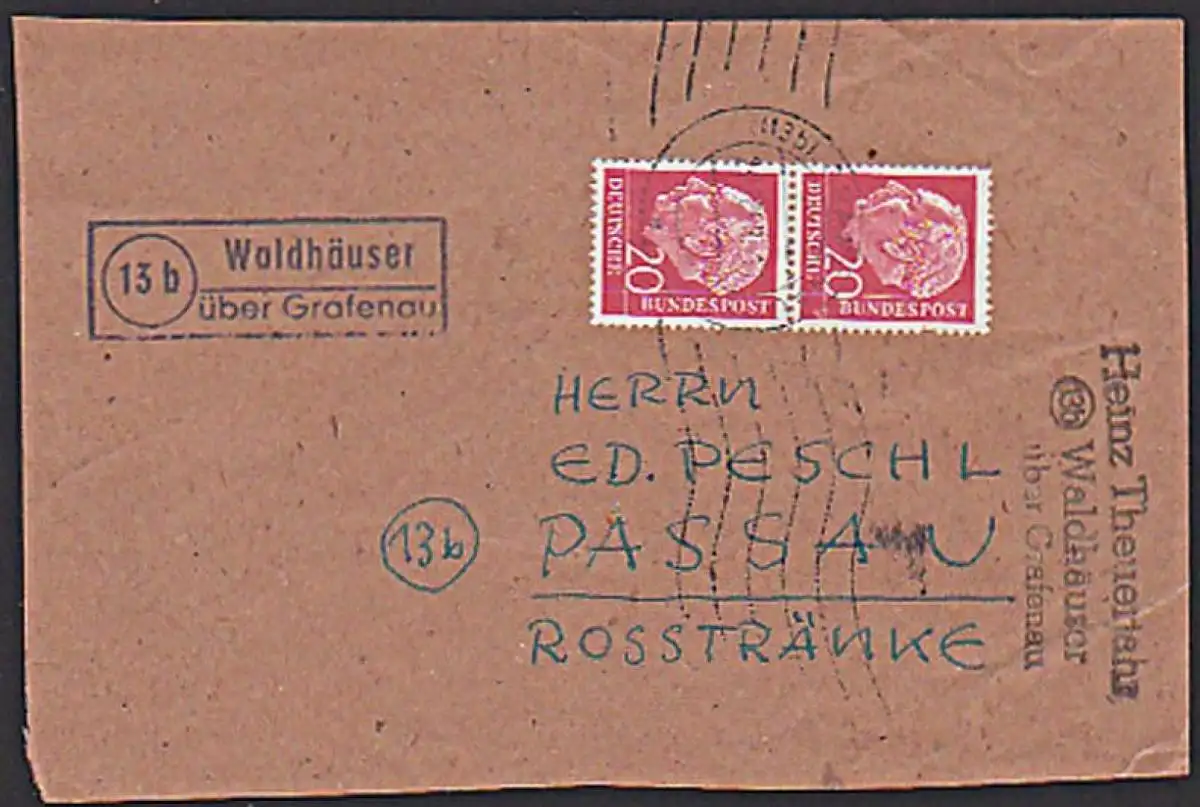 (13b)
13 b
Waldhäuser
über Grafenau
DEUTSCHE
20
BUNDESPOST
DEUTSCHE
20
BUNDESPOST
HERRN
ED. PESCHL
13b
PASSAU
ROSSTRÄNKE
Heinz
13b Waldhäuser
über Grafenau